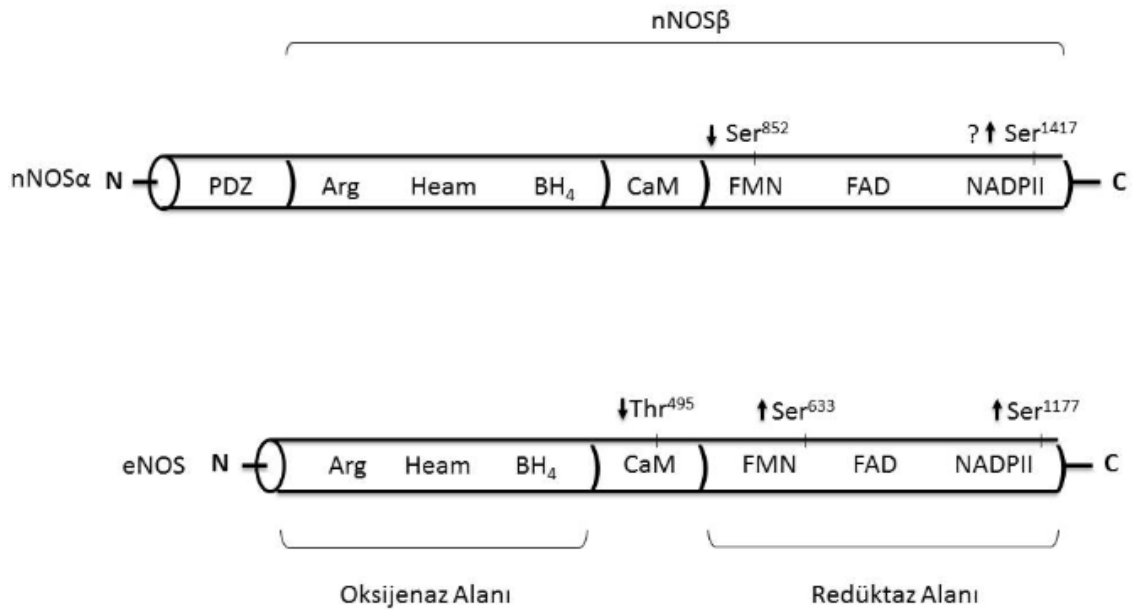 nNOSβ
↓ Ser⁸⁵² ? ↑ Ser¹⁴¹⁷
nNOSα N PDZ Arg Heam BH₄ CaM FMN FAD NADPII C
↓Thr⁴⁹⁵ ↑Ser⁶³³ ↑Ser¹¹⁷⁷
eNOS N Arg Heam BH₄ CaM FMN FAD NADPII C
Oksijenaz Alanı Redüktaz Alanı